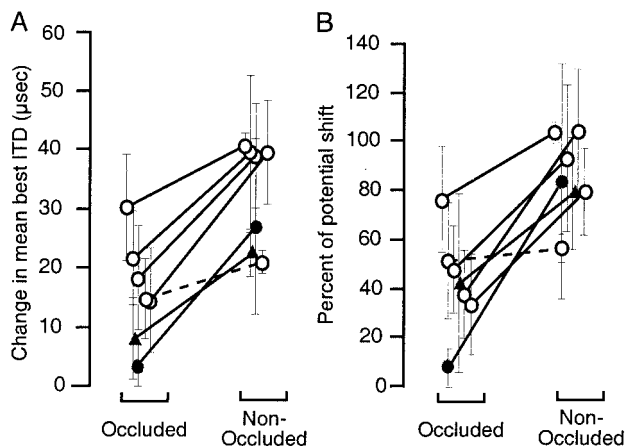 A
Change in mean best ITD (µsec)
60
50
40
30
20
10
0
Occluded
Non-
Occluded
B
Percent of potential shift
140
120
100
80
60
40
20
0
Occluded
Non-
Occluded